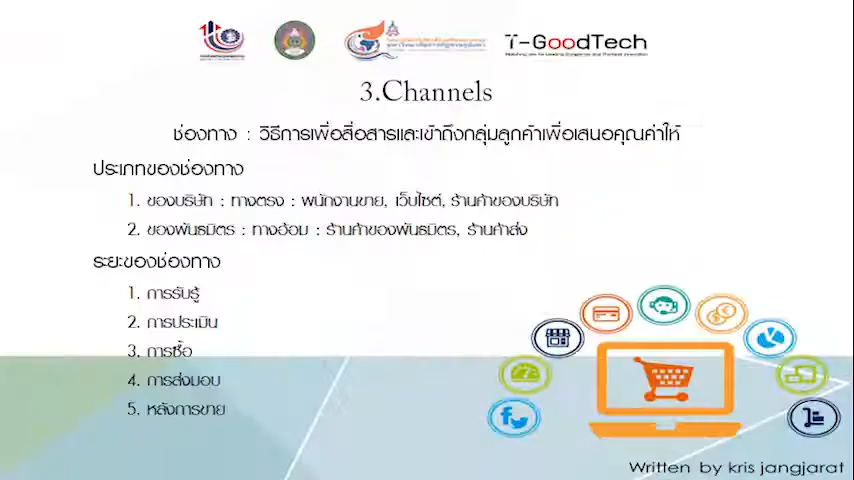 T-GoodTech
3.Channels
ช่องทาง : วิธีการเพื่อสื่อสารและเข้าถึงกลุ่มลูกค้าเพื่อเสนอคุณค่าให้
ประเภทของช่องทาง
1. ของบริษัท : ทางตรง : พนักงานขาย, เว็บไซต์, ร้านค้าของบริษัท
2. ของพันธมิตร : ทางอ้อม : ร้านค้าของพันธมิตร, ร้านค้าส่ง
ระยะของช่องทาง
1. การรับรู้
2. การประเมิน
3. การซื้อ
4. การส่งมอบ
5. หลังการขาย
Written by kris jangjarat